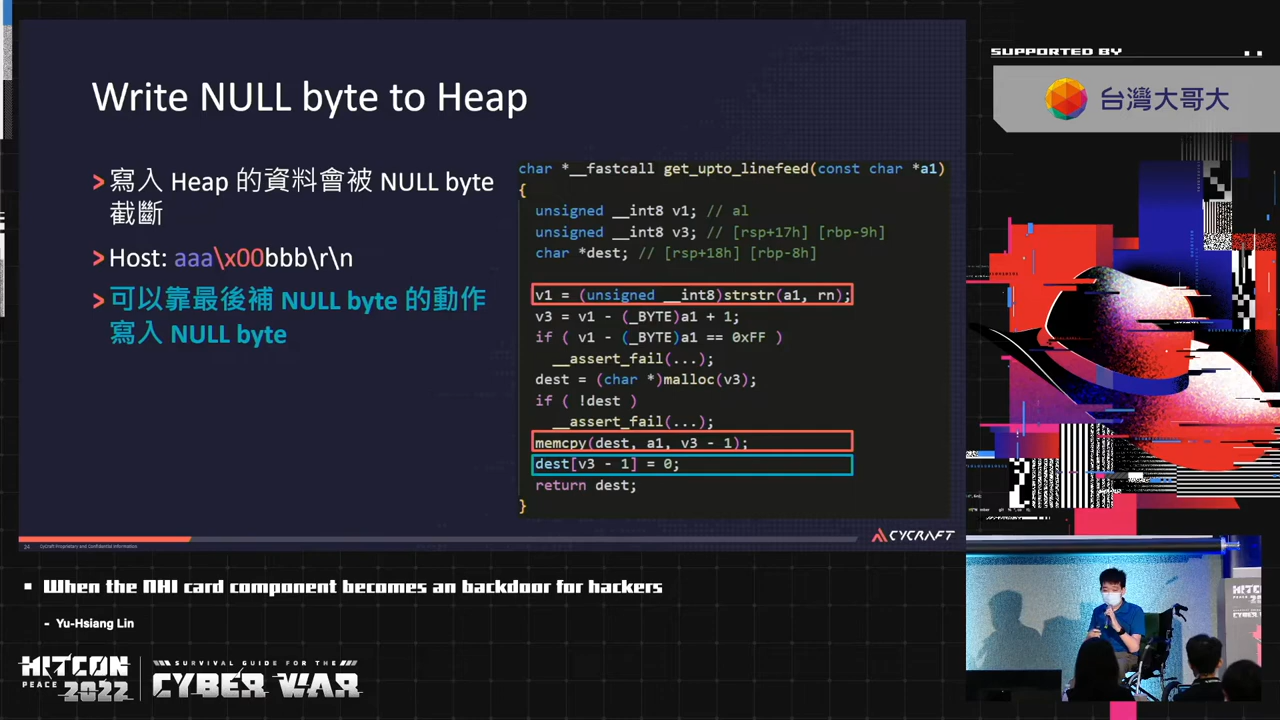 Write NULL byte to Heap
> 寫入 Heap 的資料會被 NULL byte
截斷
> Host: aaa\x00bbb\r\n
> 可以靠最後補 NULL byte 的動作
寫入 NULL byte
char *__fastcall get_upto_linefeed(const char *a1)
{
unsigned __int8 v1; // al
unsigned __int8 v3; // [rsp+17h] [rbp-9h]
char *dest; // [rsp+18h] [rbp-8h]
v1 = (unsigned __int8)strstr(a1, rn);
v3 = v1 - (_BYTE)a1 + 1;
if ( v1 - (_BYTE)a1 == 0xFF )
__assert_fail(...);
dest = (char *)malloc(v3);
if ( !dest )
__assert_fail(...);
memcpy(dest, a1, v3 - 1);
dest[v3 - 1] = 0;
return dest;
}
34 CyCraft Proprietary and Confidential Information
CYCRAFT
SUPPORTED BY
台灣大哥大
When the NHI card component becomes an backdoor for hackers
- Yu-Hsiang Lin
HITCON
PEACE 2022
SURVIVAL GUIDE FOR THE
CYBER WAR